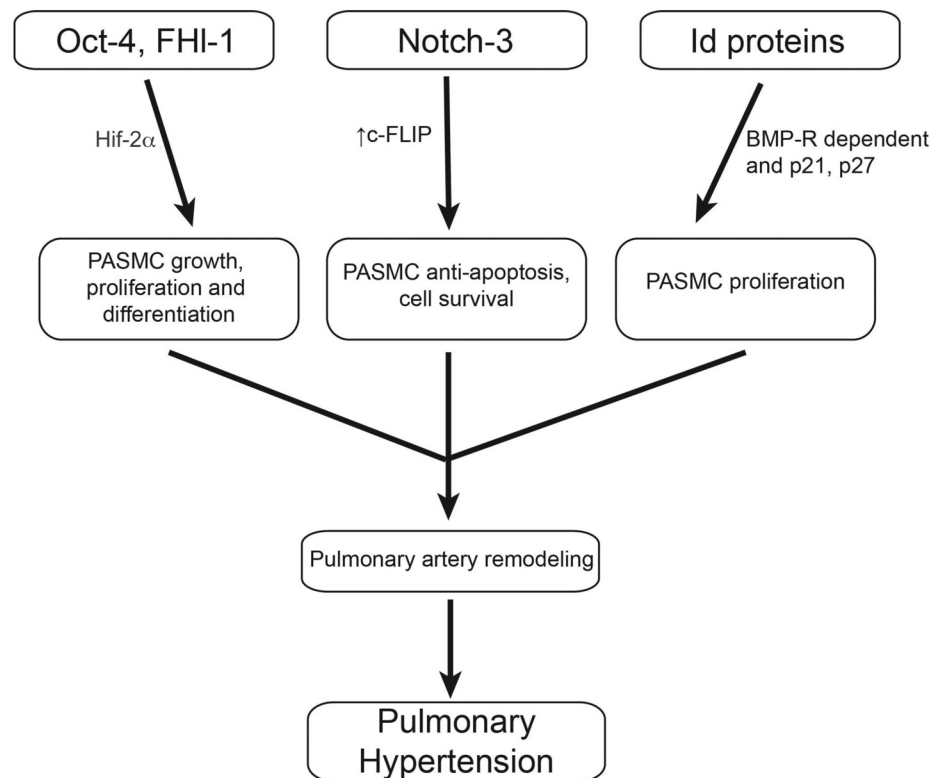 Oct-4, FHI-1
Notch-3
Id proteins
Hif-2α
↑c-FLIP
BMP-R dependent
and p21, p27
PASMC growth,
proliferation and
differentiation
PASMC anti-apoptosis,
cell survival
PASMC proliferation
Pulmonary artery remodeling
Pulmonary
Hypertension